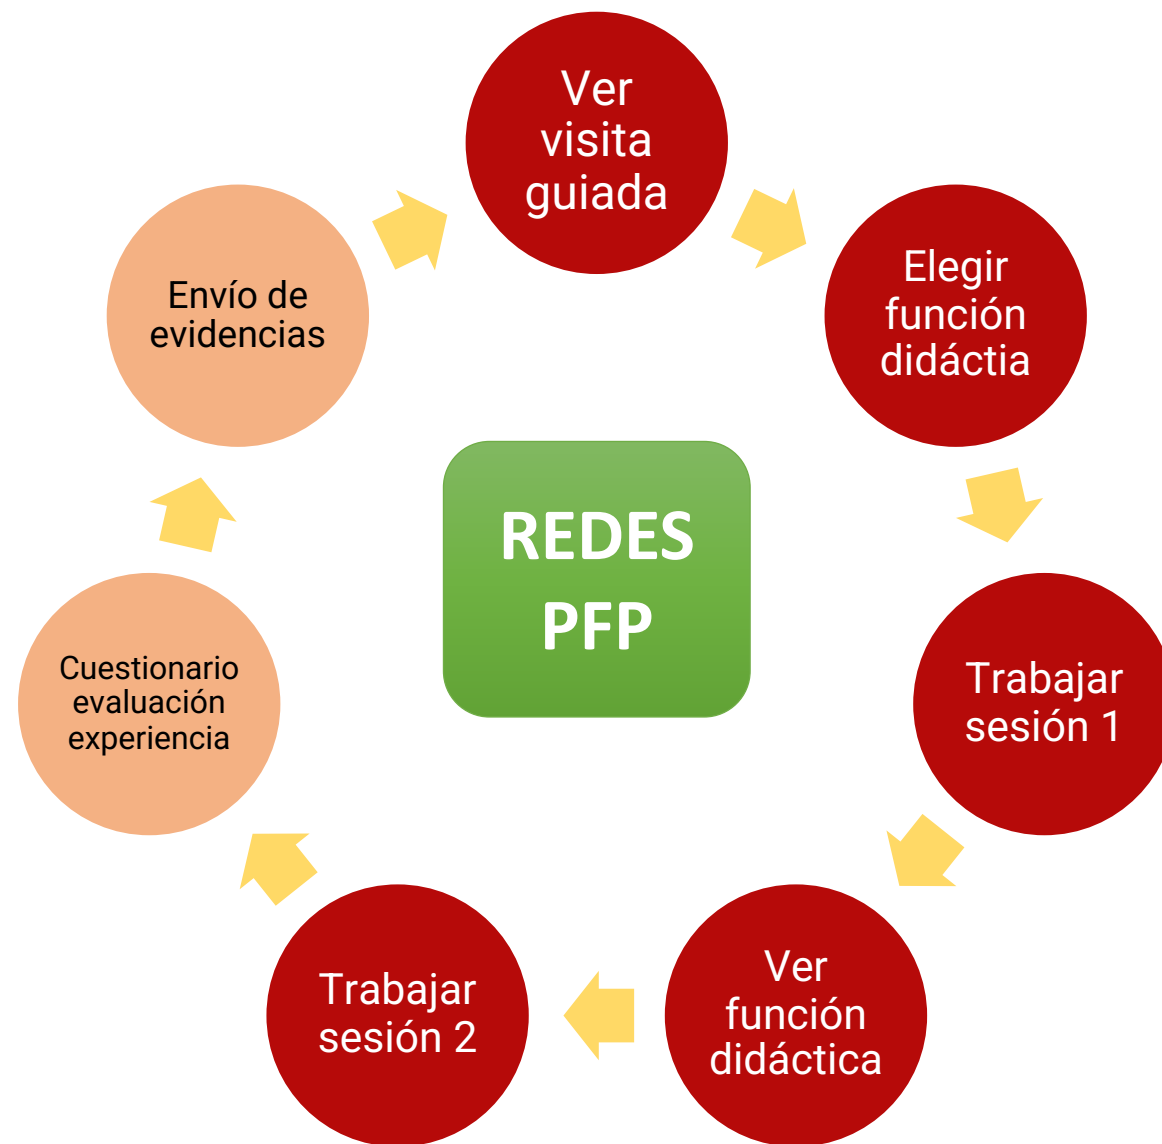 Ver
visita
guiada
Elegir
función
didáctia
Trabajar
sesión 1
Ver
función
didáctica
Trabajar
sesión 2
Cuestionario
evaluación
experiencia
Envío de
evidencias
REDES
PFP